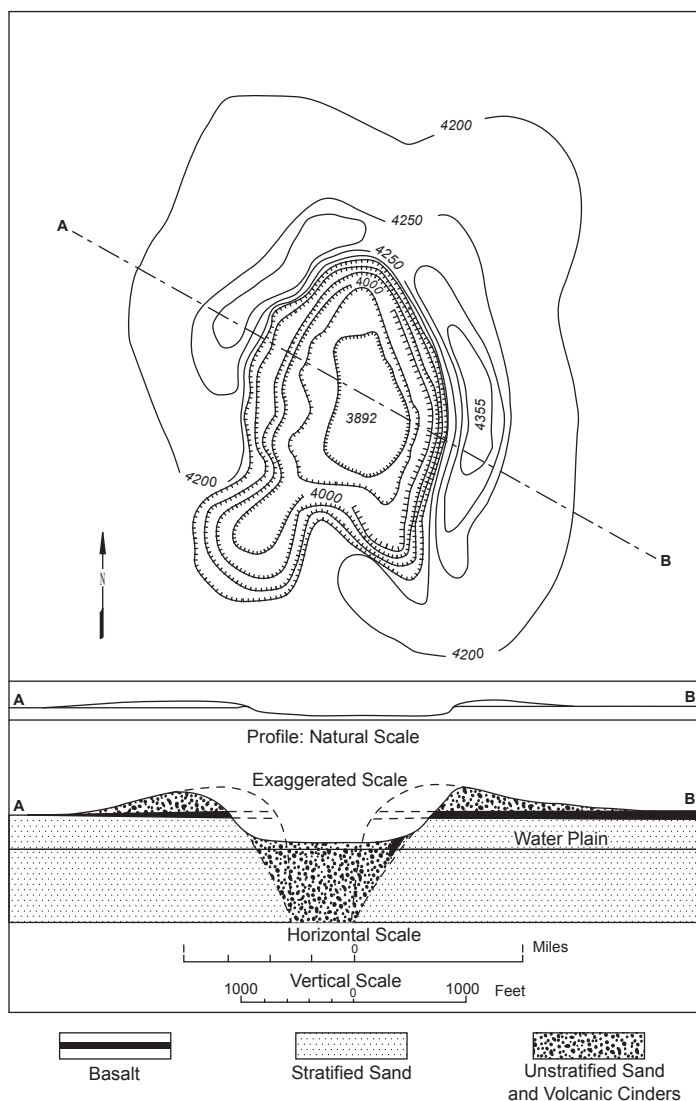 4200
A
4250
4250
4000
3892
4355
4200
4000
N
B
4200
A
B
Profile: Natural Scale
Exaggerated Scale
A
B
Water Plain
Horizontal Scale
1 0 Miles
Vertical Scale
1000 0 1000 Feet
Basalt
Stratified Sand
Unstratified Sand
and Volcanic Cinders